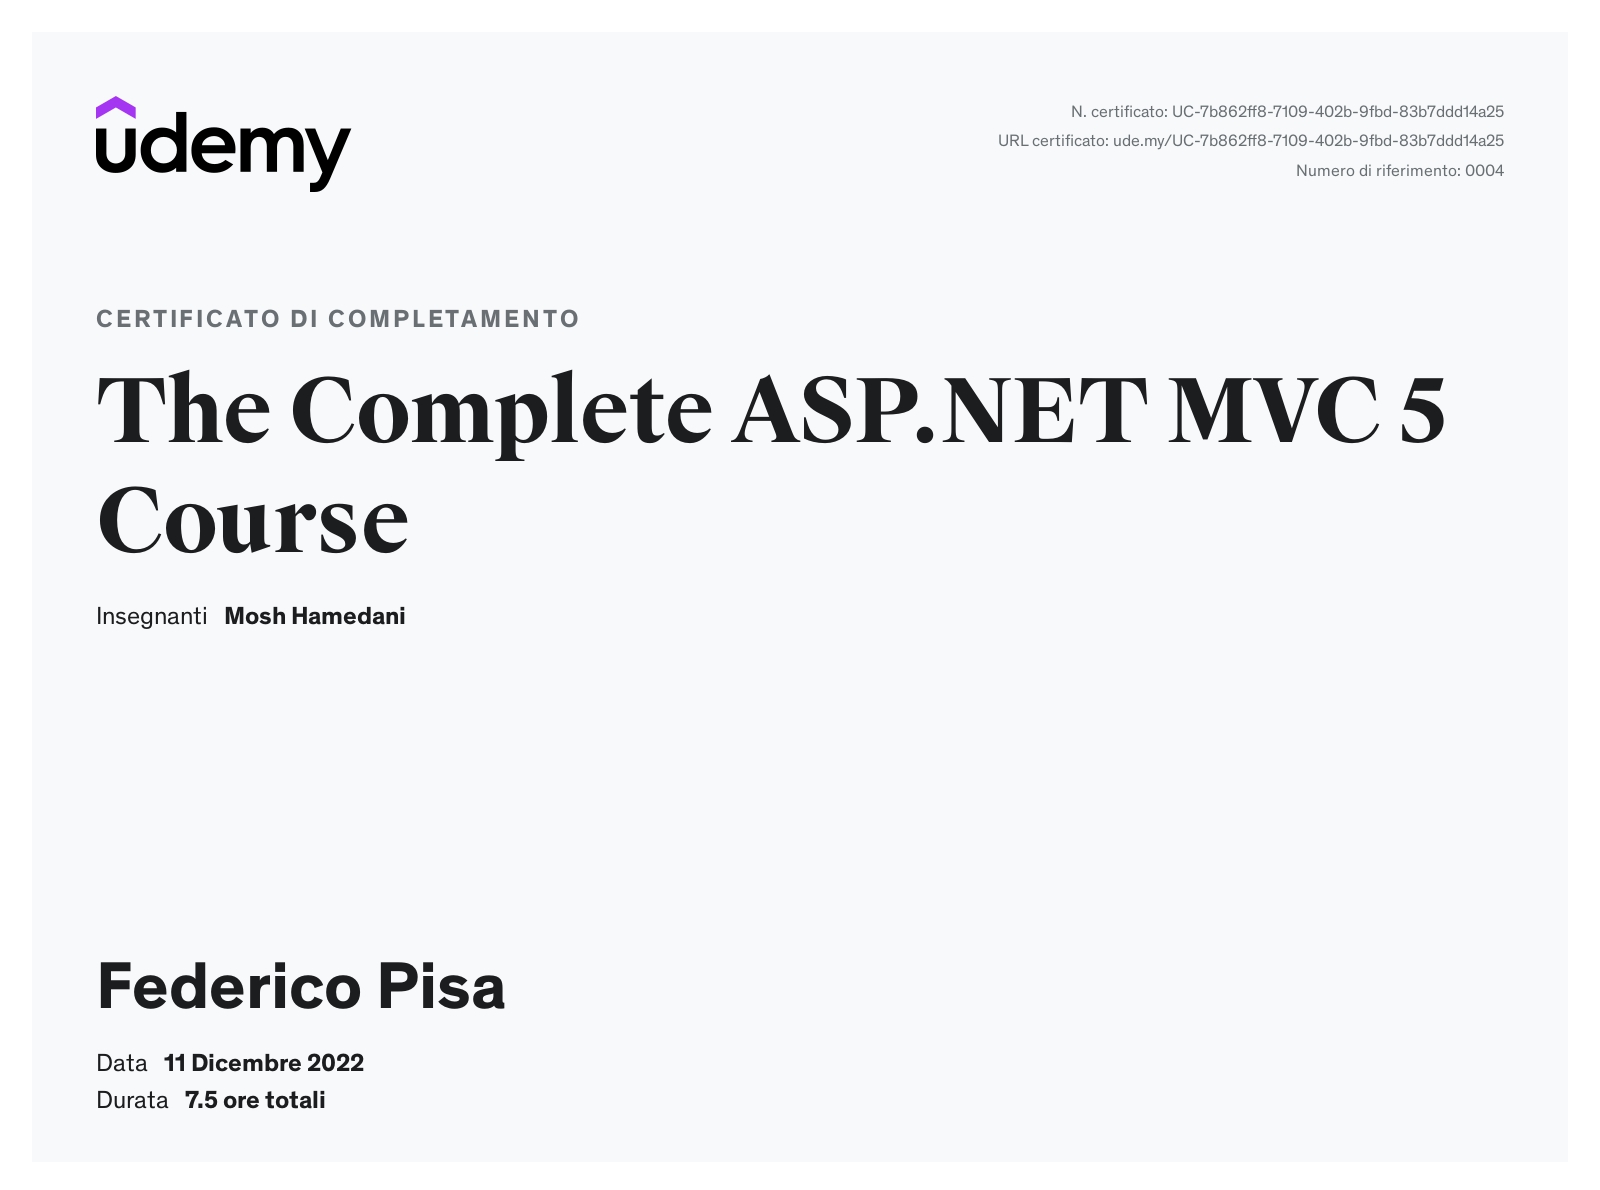 udemy
N. certificato: UC-7b862ff8-7109-402b-9fbd-83b7ddd14a25
URL certificato: ude.my/UC-7b862ff8-7109-402b-9fbd-83b7ddd14a25
Numero di riferimento: 0004
CERTIFICATO DI COMPLETAMENTO
The Complete ASP.NET MVC 5
Course
Insegnanti Mosh Hamedani
Federico Pisa
Data 11 Dicembre 2022
Durata 7.5 ore totali